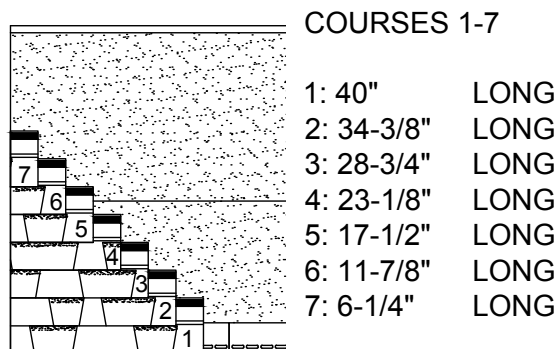 COURSES 1-7
1: 40" LONG
2: 34-3/8" LONG
3: 28-3/4" LONG
4: 23-1/8" LONG
5: 17-1/2" LONG
6: 11-7/8" LONG
7: 6-1/4" LONG
7
6
5
4
3
2
1